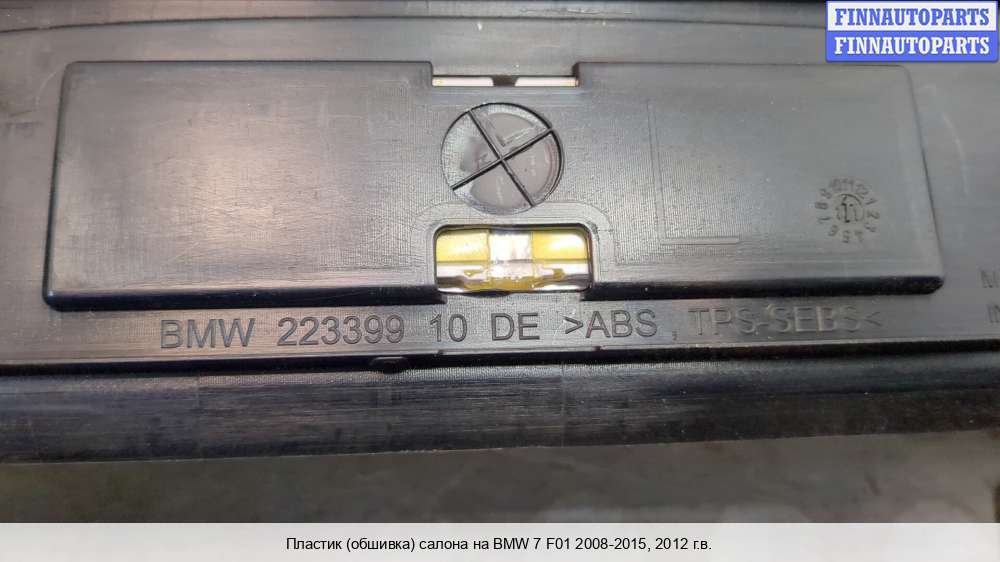 FINNAUTOPARTS
FINNAUTOPARTS
11
BMW 223399 10 DE >ABS, TPS-SEBS<
Пластик (обшивка) салона на BMW 7 F01 2008-2015, 2012 г.в.